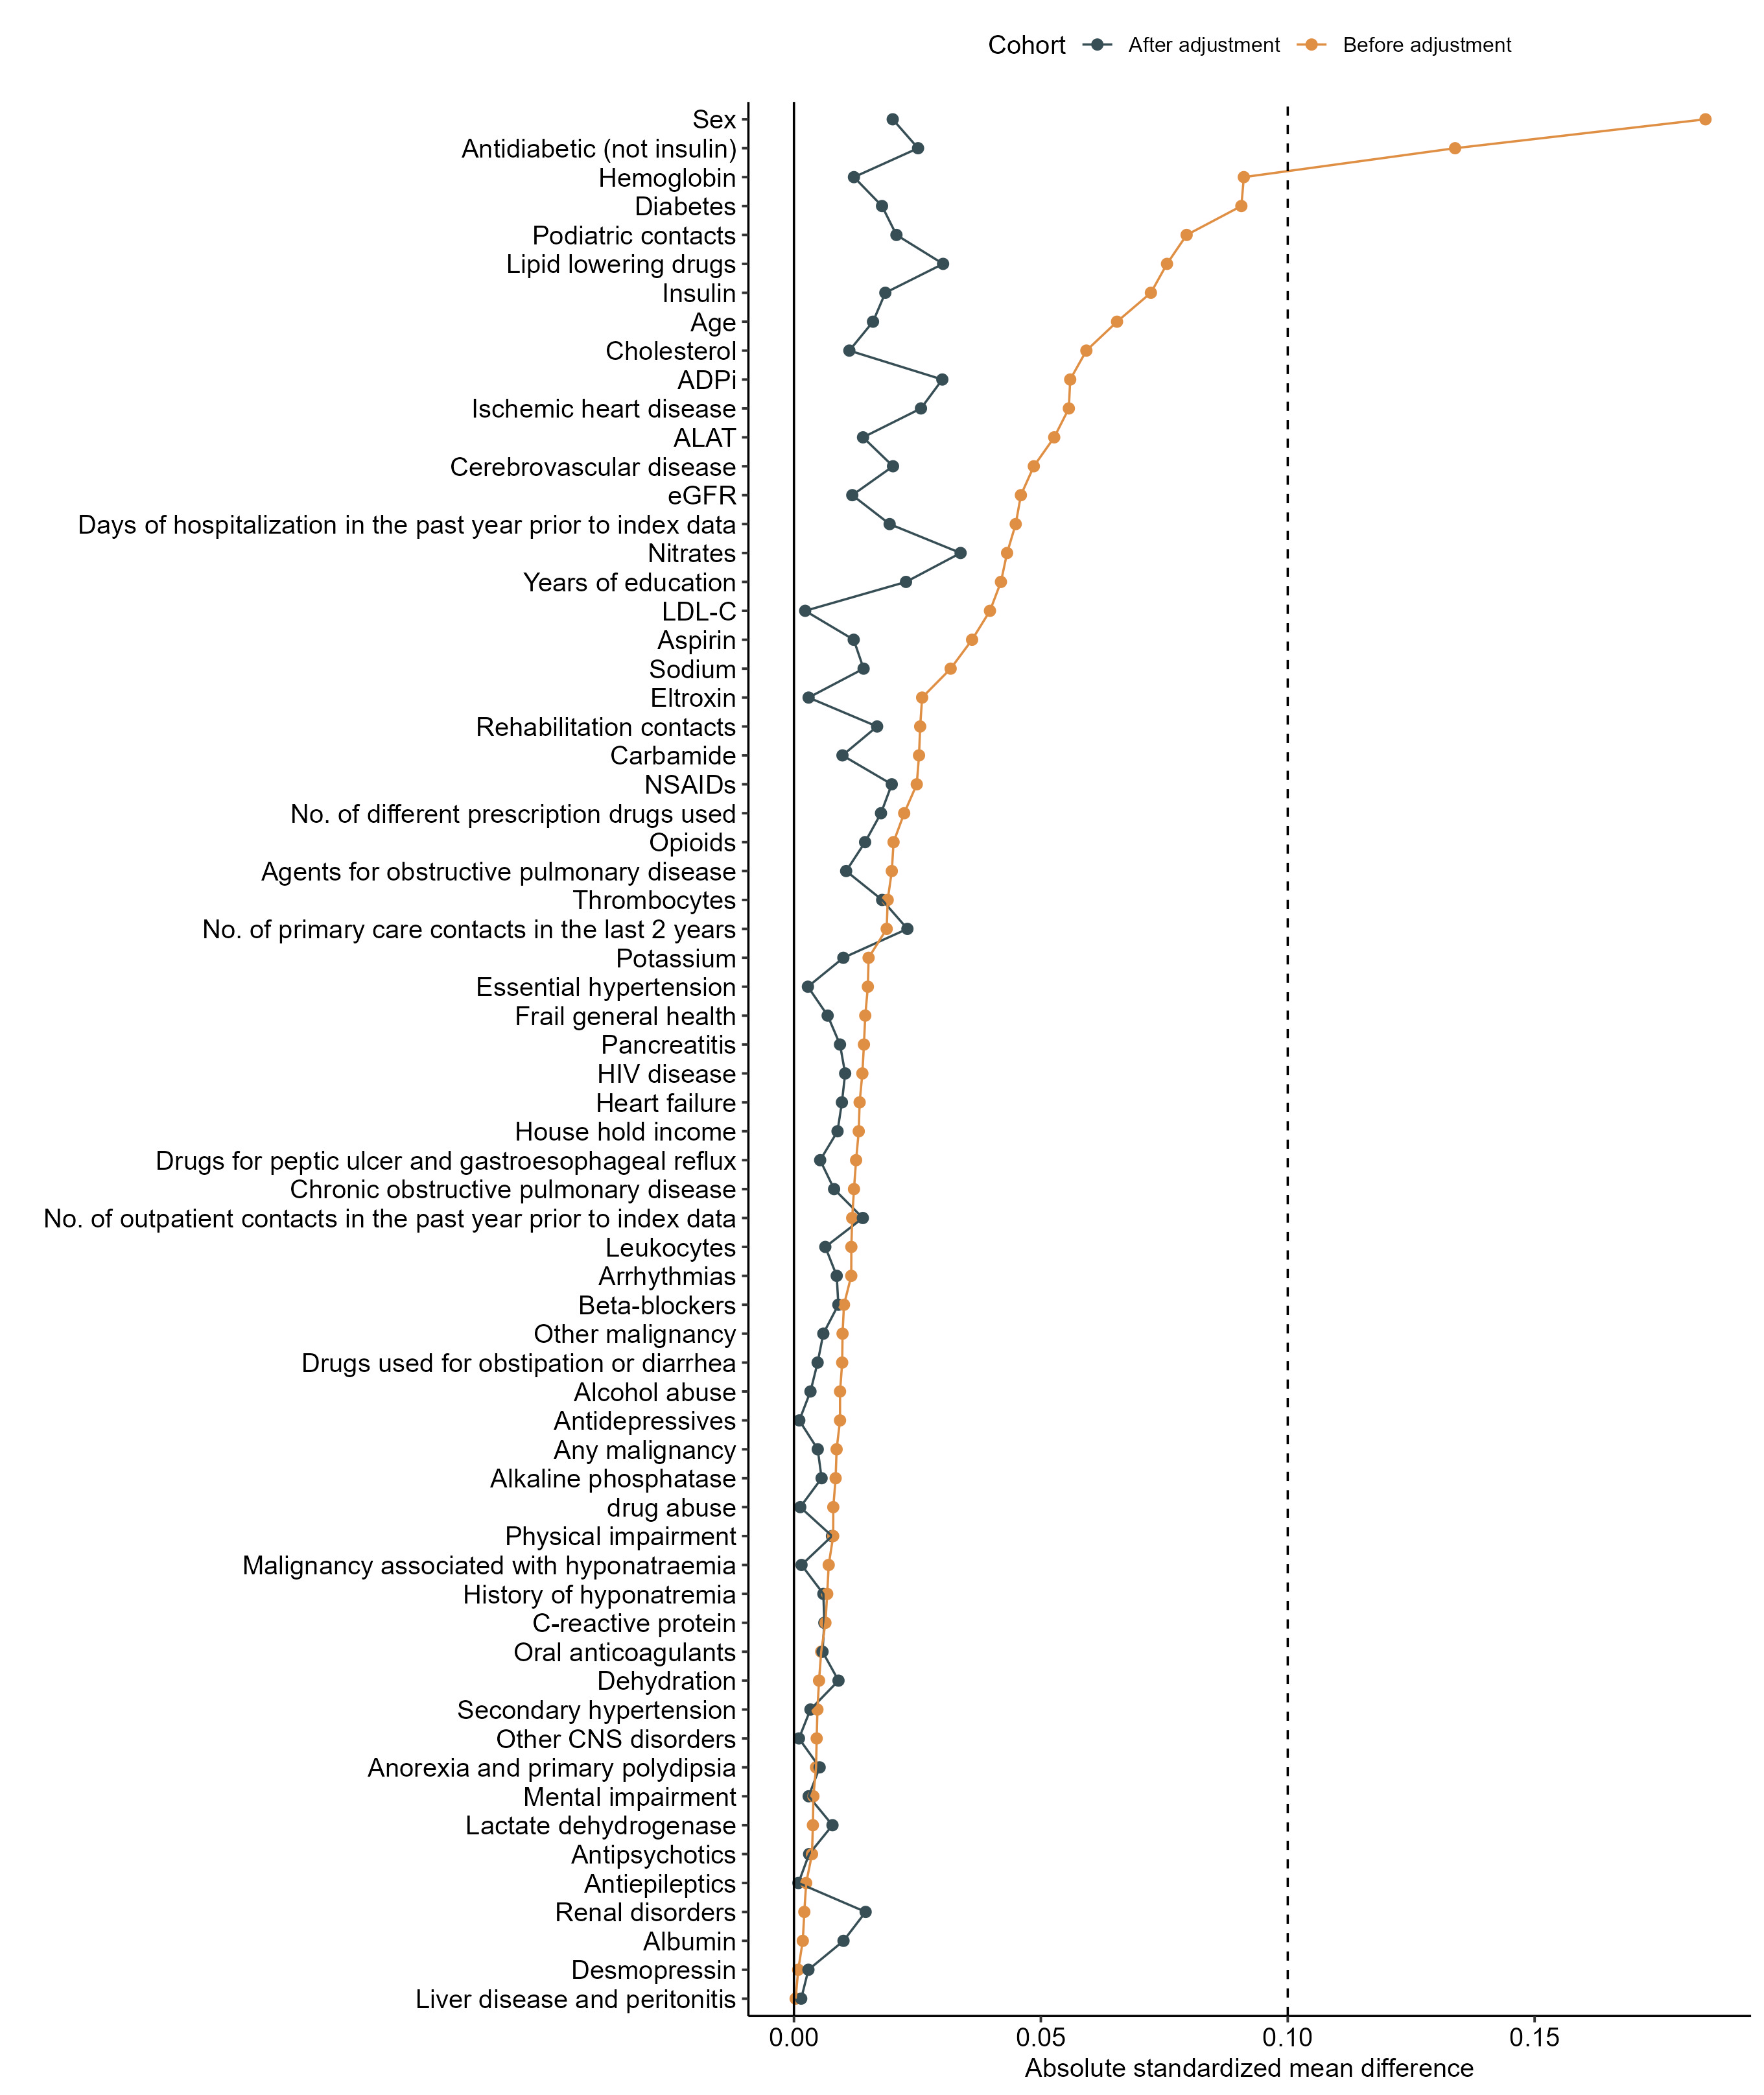 Cohort After adjustment Before adjustment
Sex
Antidiabetic (not insulin)
Hemoglobin
Diabetes
Podiatric contacts
Lipid lowering drugs
Insulin
Age
Cholesterol
ADPi
Ischemic heart disease
ALAT
Cerebrovascular disease
eGFR
Days of hospitalization in the past year prior to index data
Nitrates
Years of education
LDL-C
Aspirin
Sodium
Eltroxin
Rehabilitation contacts
Carbamide
NSAIDs
No. of different prescription drugs used
Opioids
Agents for obstructive pulmonary disease
Thrombocytes
No. of primary care contacts in the last 2 years
Potassium
Essential hypertension
Frail general health
Pancreatitis
HIV disease
Heart failure
House hold income
Drugs for peptic ulcer and gastroesophageal reflux
Chronic obstructive pulmonary disease
No. of outpatient contacts in the past year prior to index data
Leukocytes
Arrhythmias
Beta-blockers
Other malignancy
Drugs used for obstipation or diarrhea
Alcohol abuse
Antidepressives
Any malignancy
Alkaline phosphatase
drug abuse
Physical impairment
Malignancy associated with hyponatraemia
History of hyponatremia
C-reactive protein
Oral anticoagulants
Dehydration
Secondary hypertension
Other CNS disorders
Anorexia and primary polydipsia
Mental impairment
Lactate dehydrogenase
Antipsychotics
Antiepileptics
Renal disorders
Albumin
Desmopressin
Liver disease and peritonitis
0.00 0.05 0.10 0.15
Absolute standardized mean difference